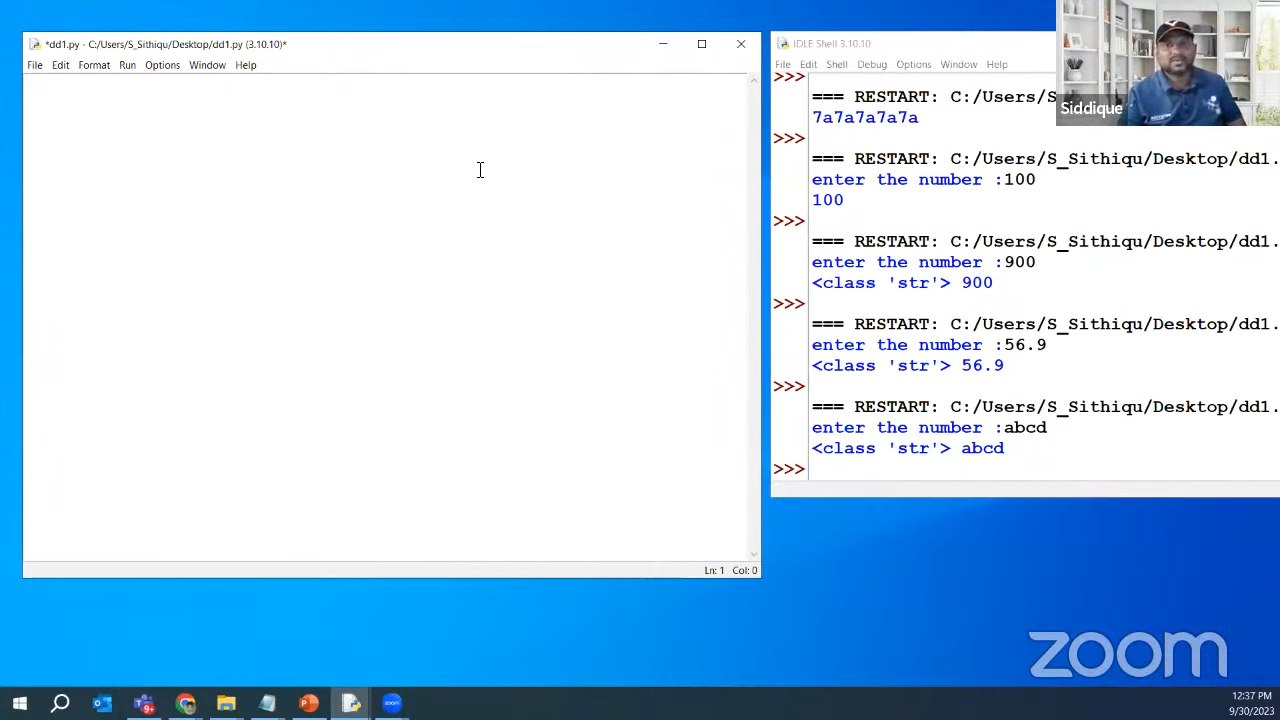 *dd1.py - C:/Users/S_Sithiqu/Desktop/dd1.py (3.10.10)*
File Edit Format Run Options Window Help
Ln: 1 Col: 0
IDLE Shell 3.10.10
File Edit Shell Debug Options Window Help
>>>
=== RESTART: C:/Users/S
7a7a7a7a7a
>>>
=== RESTART: C:/Users/S_Sithiqu/Desktop/dd1.
enter the number :100
100
>>>
=== RESTART: C:/Users/S_Sithiqu/Desktop/dd1.
enter the number :900
<class 'str'> 900
>>>
=== RESTART: C:/Users/S_Sithiqu/Desktop/dd1.
enter the number :56.9
<class 'str'> 56.9
>>>
=== RESTART: C:/Users/S_Sithiqu/Desktop/dd1.
enter the number :abcd
<class 'str'> abcd
>>>
Siddique
zoom
12:37 PM
9/30/2023